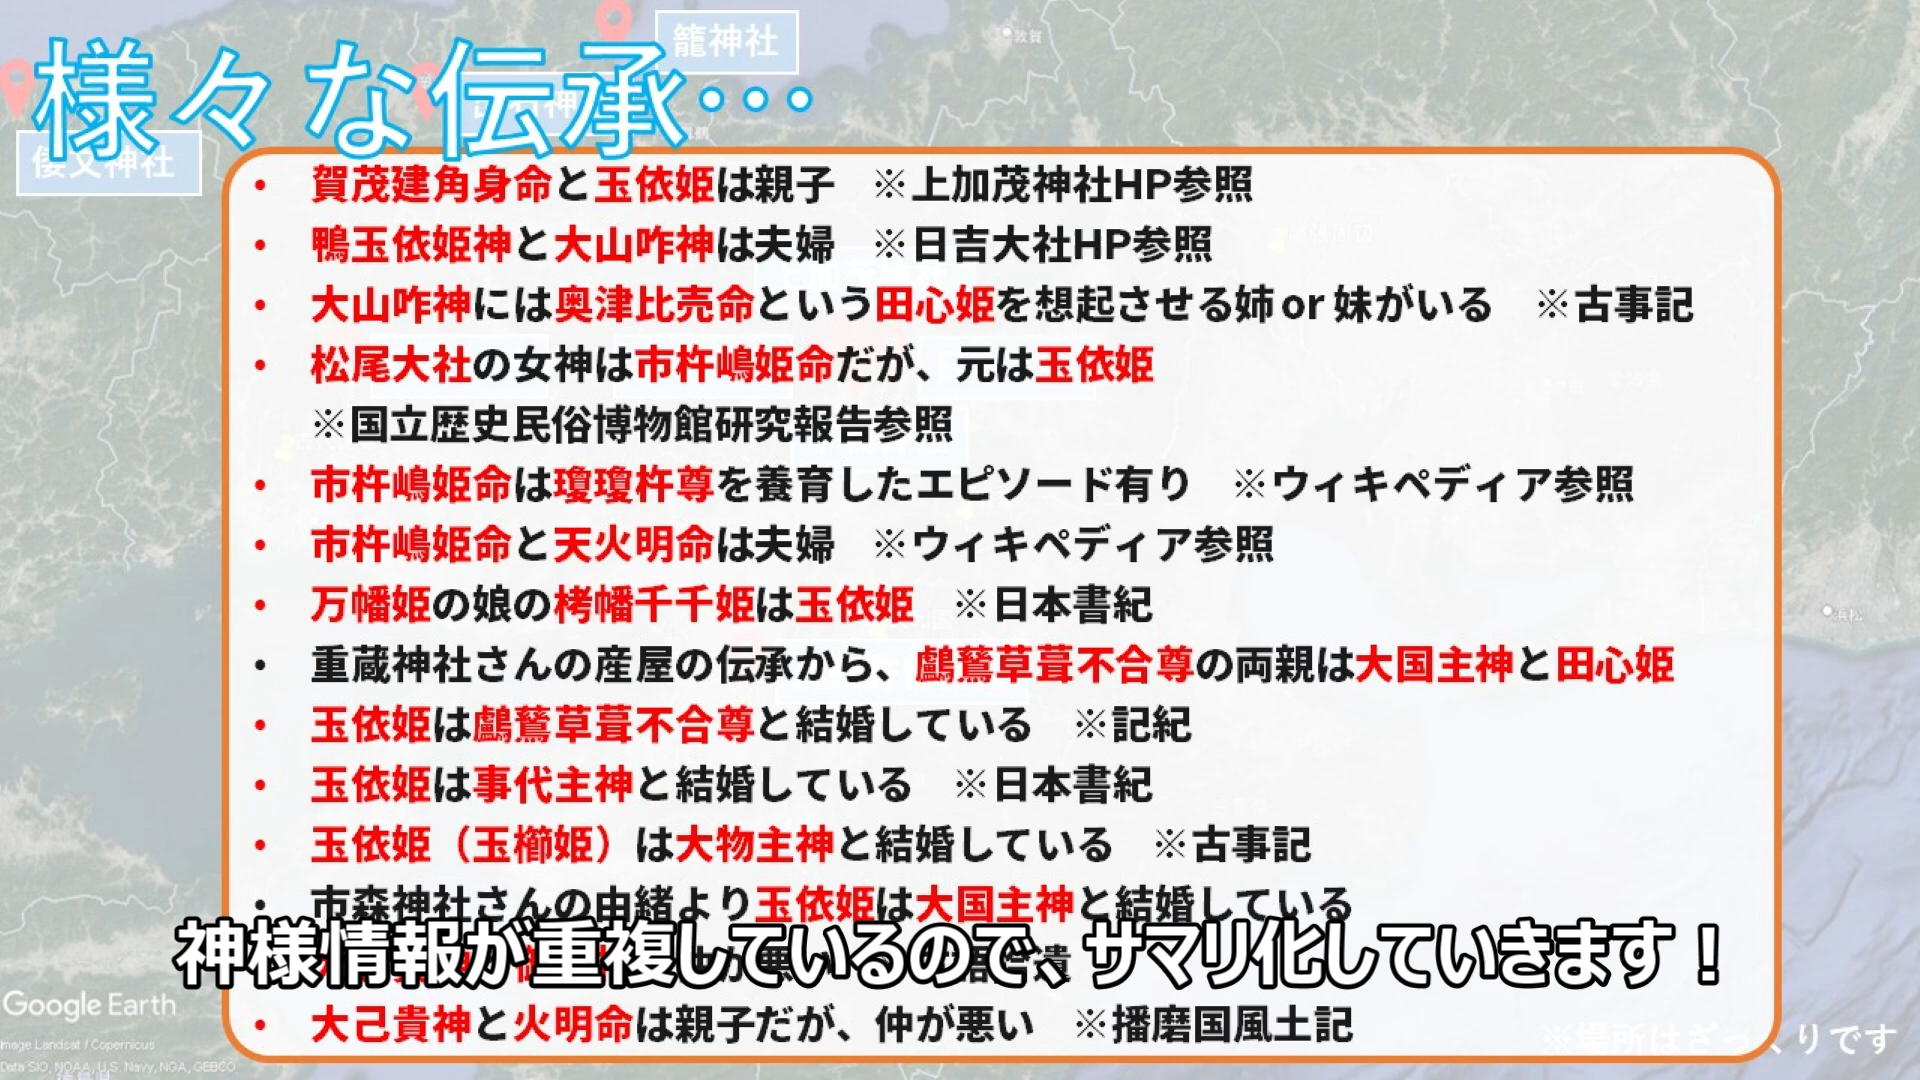 籠神社
敦賀
様々な伝承…
倭文神社
・ 賀茂建角身命と玉依姫は親子　※上加茂神社HP参照
・ 鴨玉依姫神と大山咋神は夫婦　※日吉大社HP参照
・ 大山咋神には奥津比売命という田心姫を想起させる姉or妹がいる　※古事記
・ 松尾大社の女神は市杵嶋姫命だが、元は玉依姫
※国立歴史民俗博物館研究報告参照
・ 市杵嶋姫命は瓊瓊杵尊を養育したエピソード有り　※ウィキペディア参照
・ 市杵嶋姫命と天火明命は夫婦　※ウィキペディア参照
・ 万幡姫の娘の栲幡千千姫は玉依姫　※日本書紀
浜松
・ 重蔵神社さんの産屋の伝承から、鸕鶿草葺不合尊の両親は大国主神と田心姫
・ 玉依姫は鸕鶿草葺不合尊と結婚している　※記紀
・ 玉依姫は事代主神と結婚している　※日本書紀
・ 玉依姫（玉櫛姫）は大物主神と結婚している　※古事記
・ 市森神社さんの由緒より玉依姫は大国主神と結婚している
神様情報が重複しているので、サマリ化していきます！
・ 大己貴神と火明命は親子だが、仲が悪い　※播磨国風土記
Google Earth
※場所はざっくりです
Image Landsat / Copernicus
Data SIO, NOAA, U.S. Navy, NGA, GEBCO